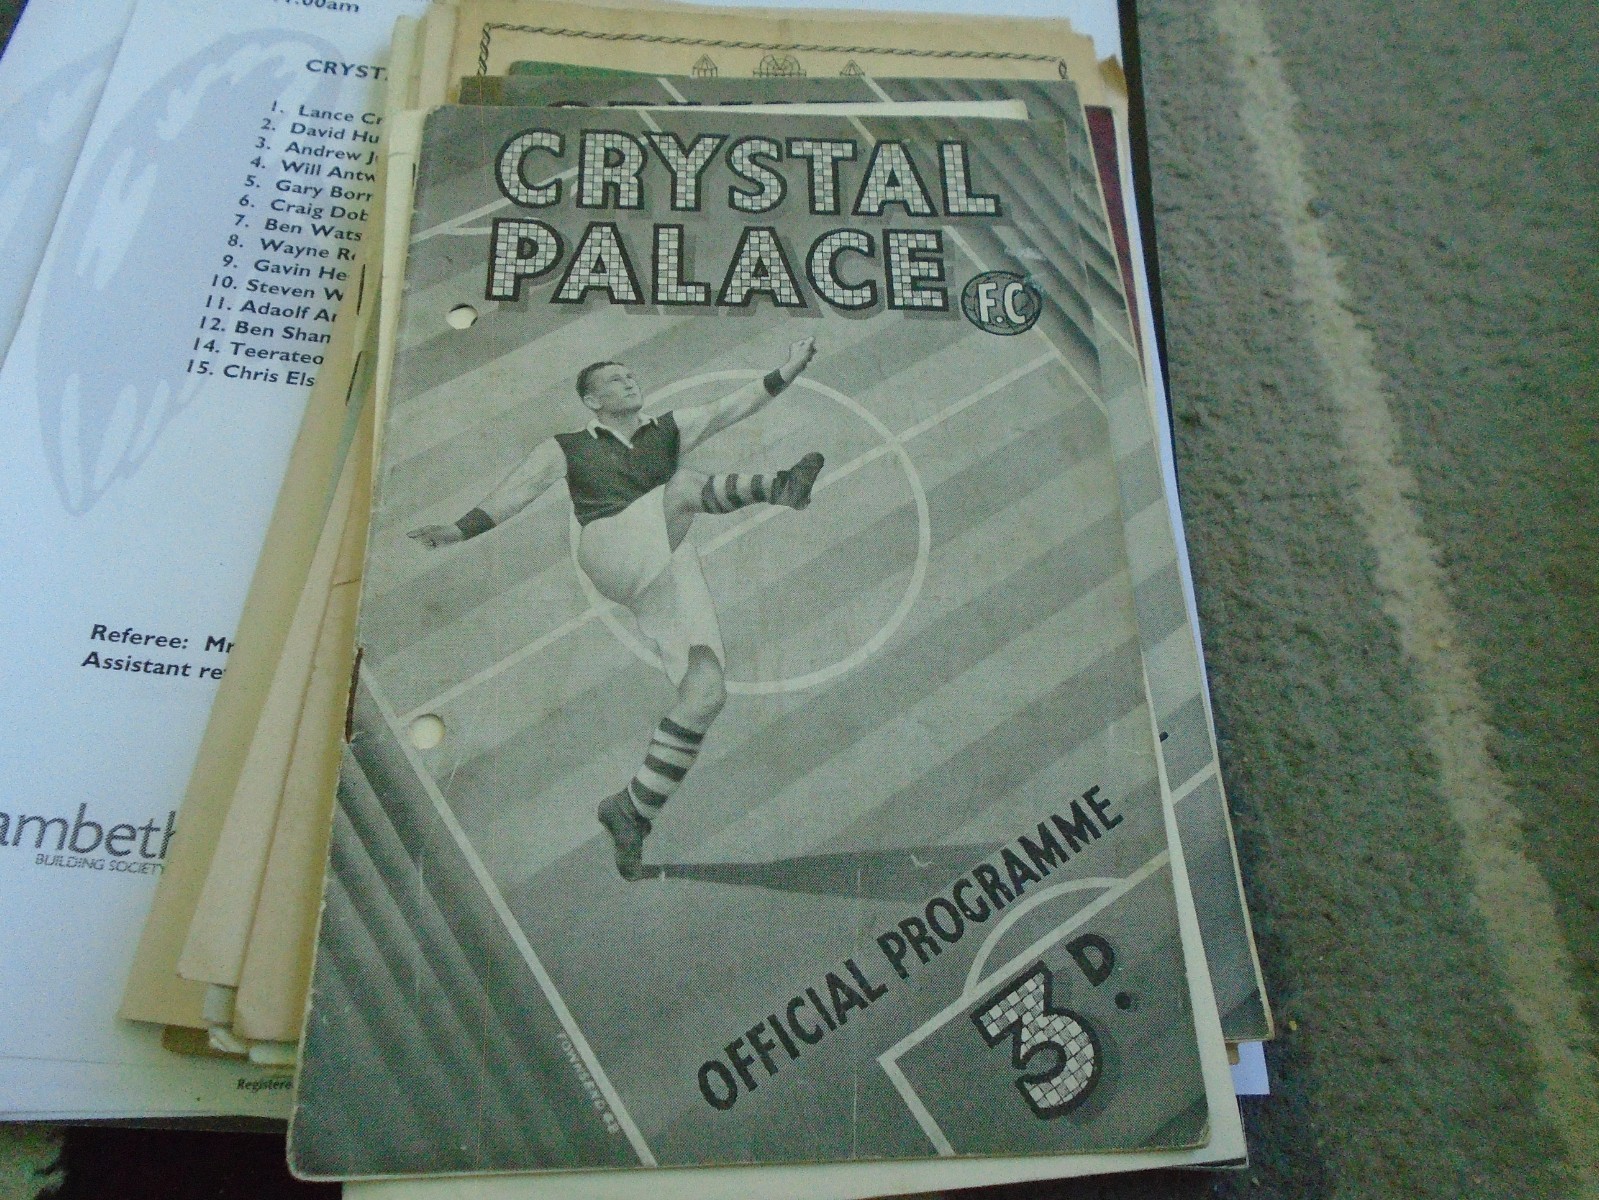 .00am
CRYST
1. Lance Cr
2. David Hu
3. Andrew J
4. Will Antw
5. Gary Borr
6. Craig Dob
7. Ben Wats
8. Wayne R
9. Gavin He
10. Steven W
11. Adaolf A
12. Ben Shan
14. Teerateo
15. Chris Els
Referee: Mr
Assistant re
ambeth
BUILDING SOCIETY
Registere
CRYSTAL
PALACE
F.C
OFFICIAL PROGRAMME
3D.